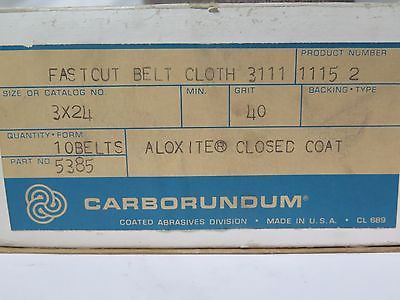 PRODUCT NUMBER
FASTCUT BELT CLOTH 3111 1115 2
SIZE OR CATALOG NO. MIN. GRIT BACKING · TYPE
3X24 40
QUANTITY · FORM
10BELTS ALOXITE® CLOSED COAT
PART NO
5385
CARBORUNDUM®
COATED ABRASIVES DIVISION · MADE IN U.S.A. · CL 689